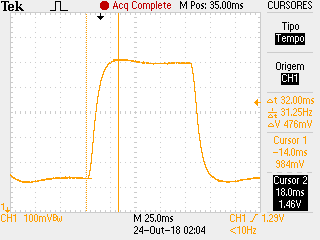 Tek Acq Complete M Pos: 35.00ms CURSORES
Tipo
Tempo
Origem
CH1
Δt 32.00ms
31.25Hz
ΔV 476mV
Cursor 1
-14.0ms
984mV
Cursor 2
18.0ms
1.46V
1
CH1 100mVBw M 25.0ms CH1 1.29V
24-Out-18 02:04 <10Hz